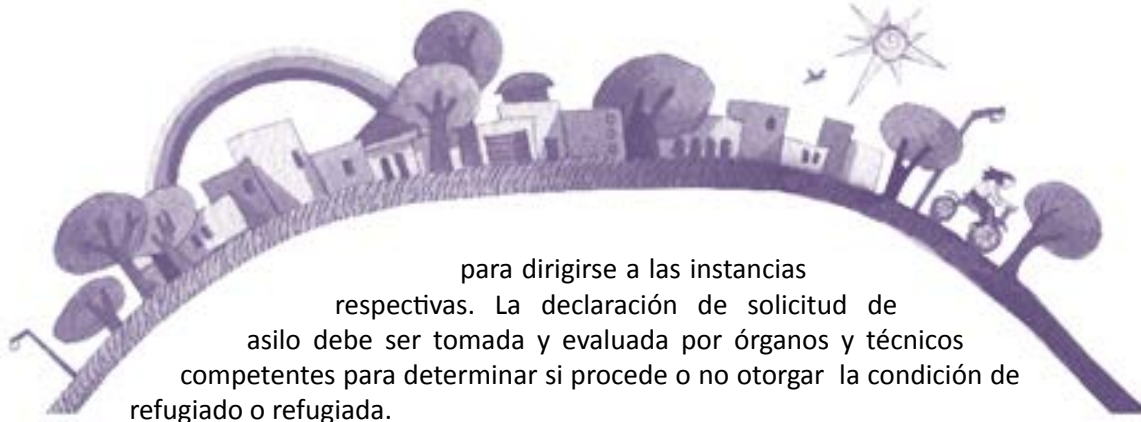 para dirigirse a las instancias
respectivas. La declaración de solicitud de
asilo debe ser tomada y evaluada por órganos y técnicos
competentes para determinar si procede o no otorgar la condición de
refugiado o refugiada.